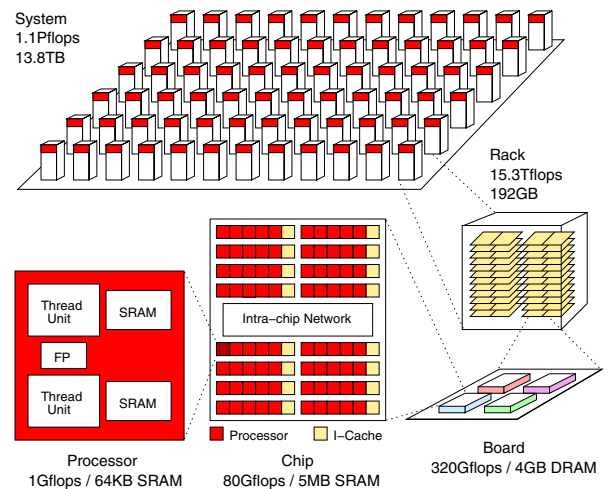 System
1.1Pflops
13.8TB
Rack
15.3Tflops
192GB
Thread
Unit
SRAM
FP
Thread
Unit
SRAM
Intra-chip Network
Processor
I-Cache
Processor
1Gflops / 64KB SRAM
Chip
80Gflops / 5MB SRAM
Board
320Gflops / 4GB DRAM